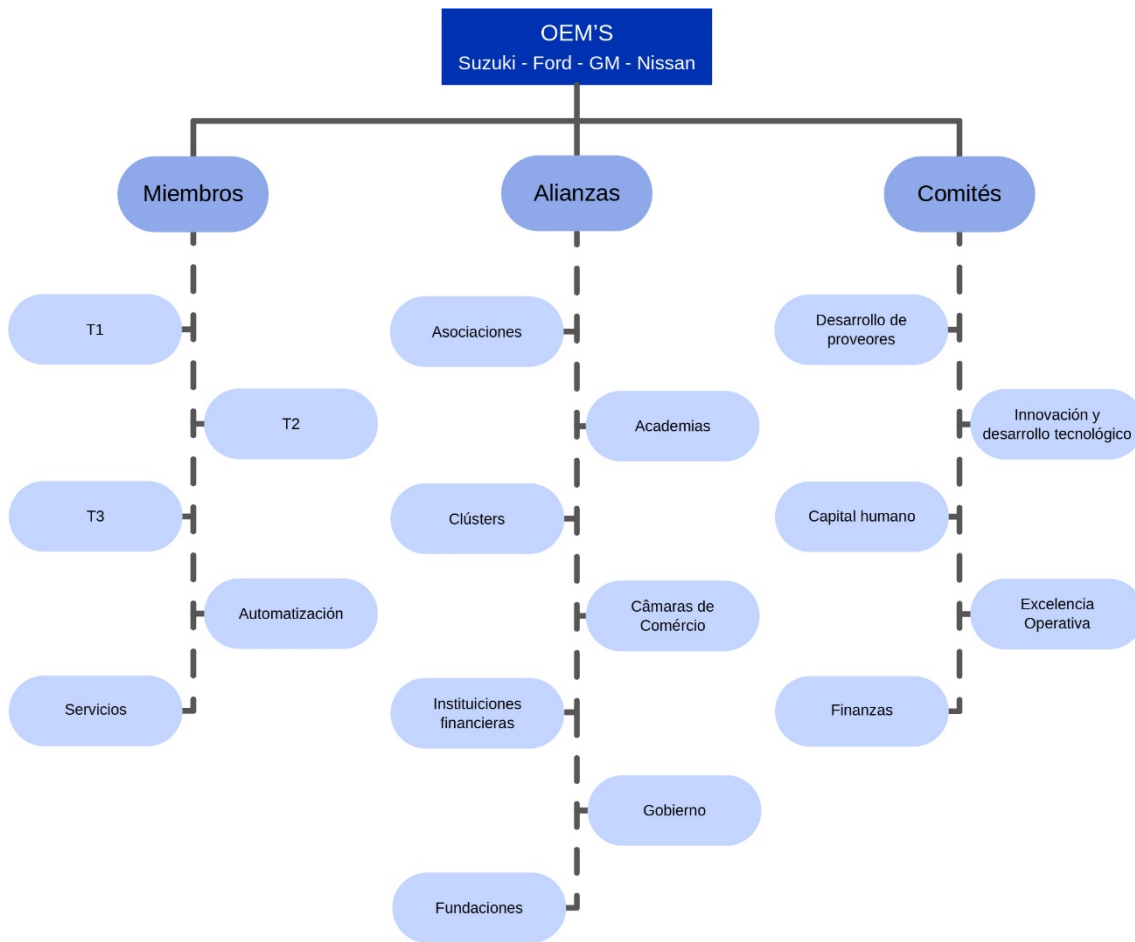 OEM'S
Suzuki - Ford - GM - Nissan
Miembros
Alianzas
Comités
T1
T2
T3
Automatización
Servicios
Asociaciones
Academias
Clústers
Câmaras de
Comércio
Instituiciones
financieras
Gobierno
Fundaciones
Desarrollo de
proveores
Innovación y
desarrollo tecnológico
Capital humano
Excelencia
Operativa
Finanzas